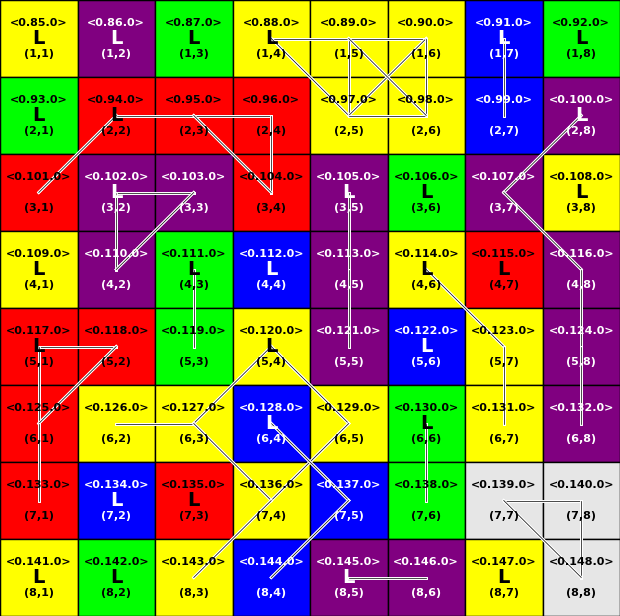 <0.85.0> <0.86.0> <0.87.0> <0.88.0> <0.89.0> <0.90.0> <0.91.0> <0.92.0>
L L L L L L
(1,1) (1,2) (1,3) (1,4) (1,5) (1,6) (1,7) (1,8)
<0.93.0> <0.94.0> <0.95.0> <0.96.0> <0.97.0> <0.98.0> <0.99.0> <0.100.0>
L L L
(2,1) (2,2) (2,3) (2,4) (2,5) (2,6) (2,7) (2,8)
<0.101.0> <0.102.0> <0.103.0> <0.104.0> <0.105.0> <0.106.0> <0.107.0> <0.108.0>
L L L L
(3,1) (3,2) (3,3) (3,4) (3,5) (3,6) (3,7) (3,8)
<0.109.0> <0.110.0> <0.111.0> <0.112.0> <0.113.0> <0.114.0> <0.115.0> <0.116.0>
L L L L L
(4,1) (4,2) (4,3) (4,4) (4,5) (4,6) (4,7) (4,8)
<0.117.0> <0.118.0> <0.119.0> <0.120.0> <0.121.0> <0.122.0> <0.123.0> <0.124.0>
L L L
(5,1) (5,2) (5,3) (5,4) (5,5) (5,6) (5,7) (5,8)
<0.125.0> <0.126.0> <0.127.0> <0.128.0> <0.129.0> <0.130.0> <0.131.0> <0.132.0>
L L
(6,1) (6,2) (6,3) (6,4) (6,5) (6,6) (6,7) (6,8)
<0.133.0> <0.134.0> <0.135.0> <0.136.0> <0.137.0> <0.138.0> <0.139.0> <0.140.0>
L L
(7,1) (7,2) (7,3) (7,4) (7,5) (7,6) (7,7) (7,8)
<0.141.0> <0.142.0> <0.143.0> <0.144.0> <0.145.0> <0.146.0> <0.147.0> <0.148.0>
L L L L
(8,1) (8,2) (8,3) (8,4) (8,5) (8,6) (8,7) (8,8)